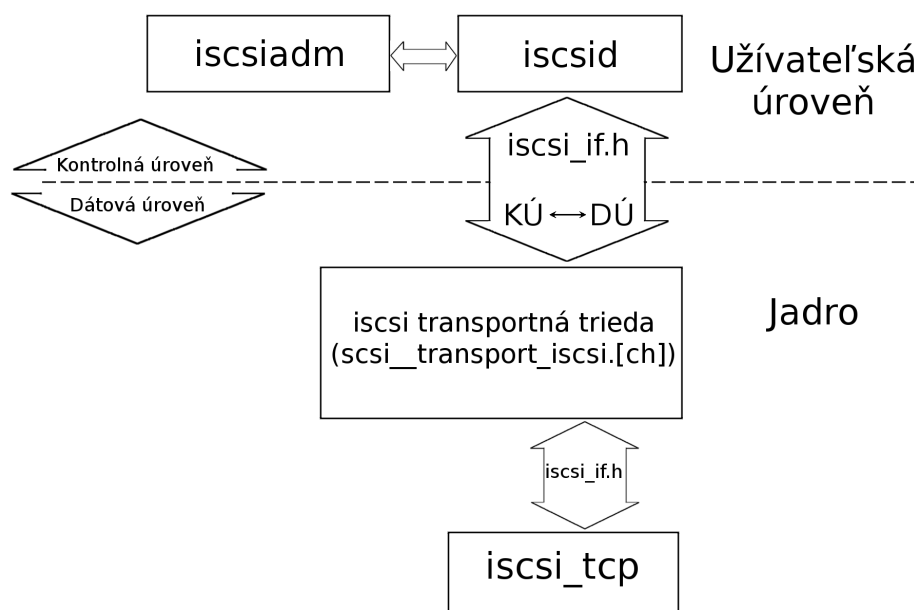 iscsiadm
iscsid
Užívateľská
úroveň
iscsi_if.h
Kontrolná úroveň
Dátová úroveň
KÚ DÚ
iscsi transportná trieda
(scsi__transport_iscsi.[ch])
Jadro
iscsi_if.h
iscsi_tcp